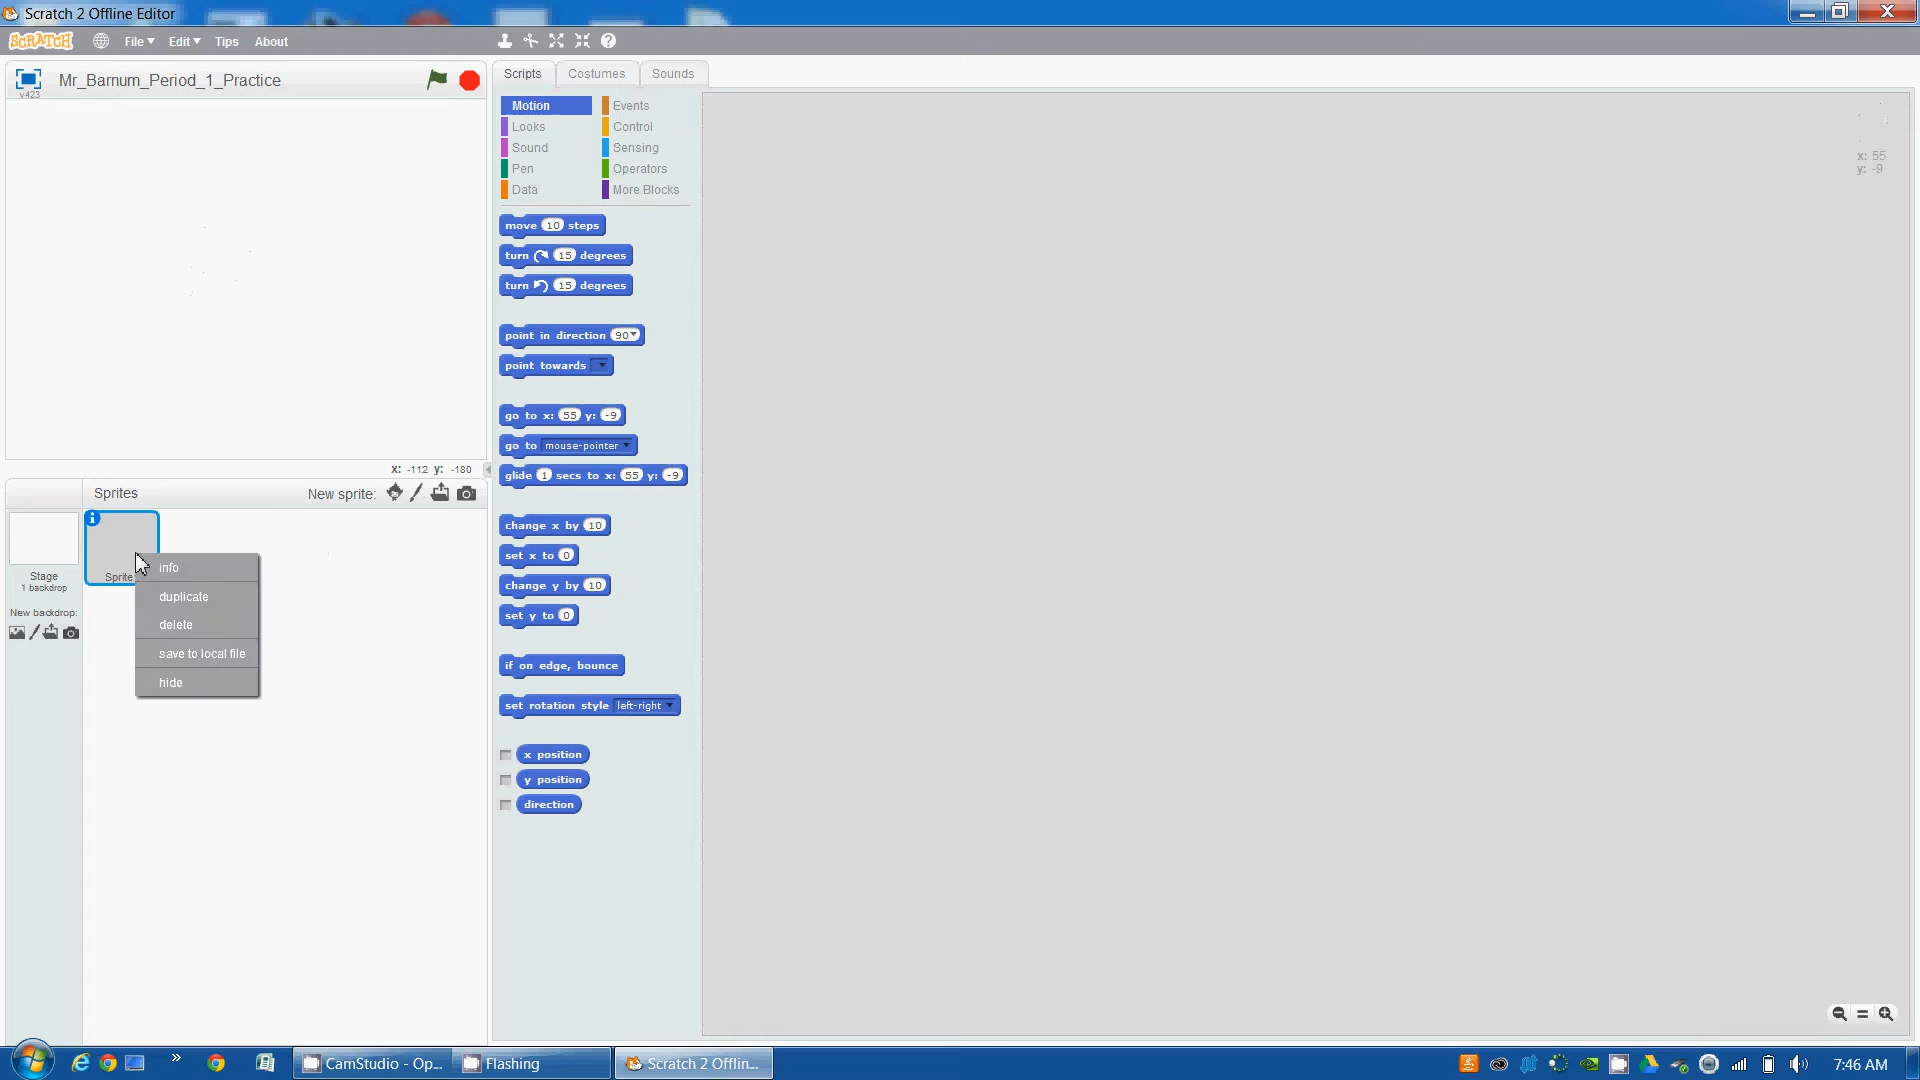 Scratch 2 Offline Editor
SCRATCH File Edit Tips About
v423 Mr_Barnum_Period_1_Practice
Scripts Costumes Sounds
Motion Events
Looks Control
Sound Sensing
Pen Operators
Data More Blocks
x: 55
y: -9
move 10 steps
turn 15 degrees
turn 15 degrees
point in direction 90
point towards
go to x: 55 y: -9
go to mouse-pointer
glide 1 secs to x: 55 y: -9
change x by 10
set x to 0
change y by 10
set y to 0
if on edge, bounce
set rotation style left-right
x position
y position
direction
x: -112 y: -180
Sprites New sprite:
Stage
1 backdrop
New backdrop:
Sprite
info
duplicate
delete
save to local file
hide
CamStudio - Op... Flashing Scratch 2 Offlin... 7:46 AM